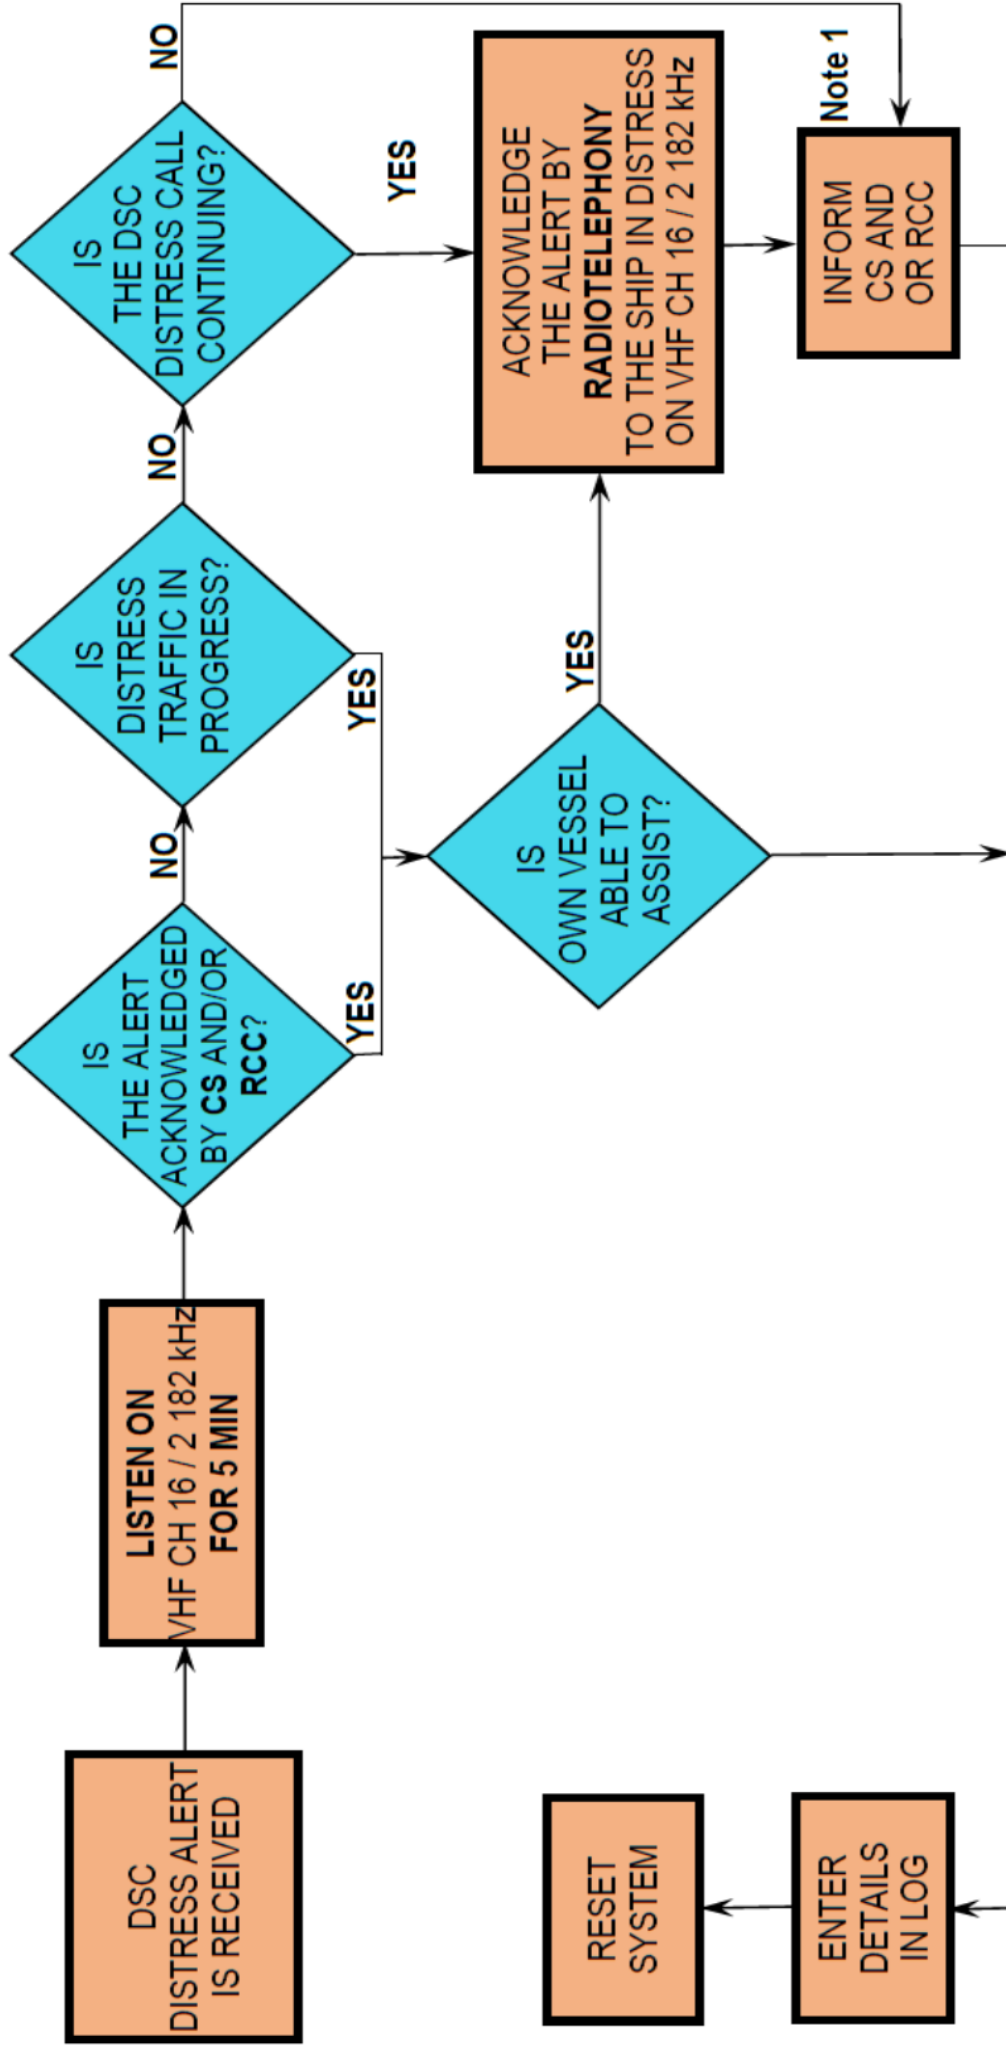 DSC
DISTRESS ALERT
IS RECEIVED
LISTEN ON
VHF CH 16 / 2 182 kHz
FOR 5 MIN
IS
THE ALERT
ACKNOWLEDGED
BY CS AND/OR
RCC?
NO
YES
IS
DISTRESS
TRAFFIC IN
PROGRESS?
NO
YES
IS
THE DSC
DISTRESS CALL
CONTINUING?
NO
YES
RESET
SYSTEM
IS
OWN VESSEL
ABLE TO
ASSIST?
YES
ACKNOWLEDGE
THE ALERT BY
RADIOTELEPHONY
TO THE SHIP IN DISTRESS
ON VHF CH 16 / 2 182 kHz
ENTER
DETAILS
IN LOG
Note 1
INFORM
CS AND
OR RCC